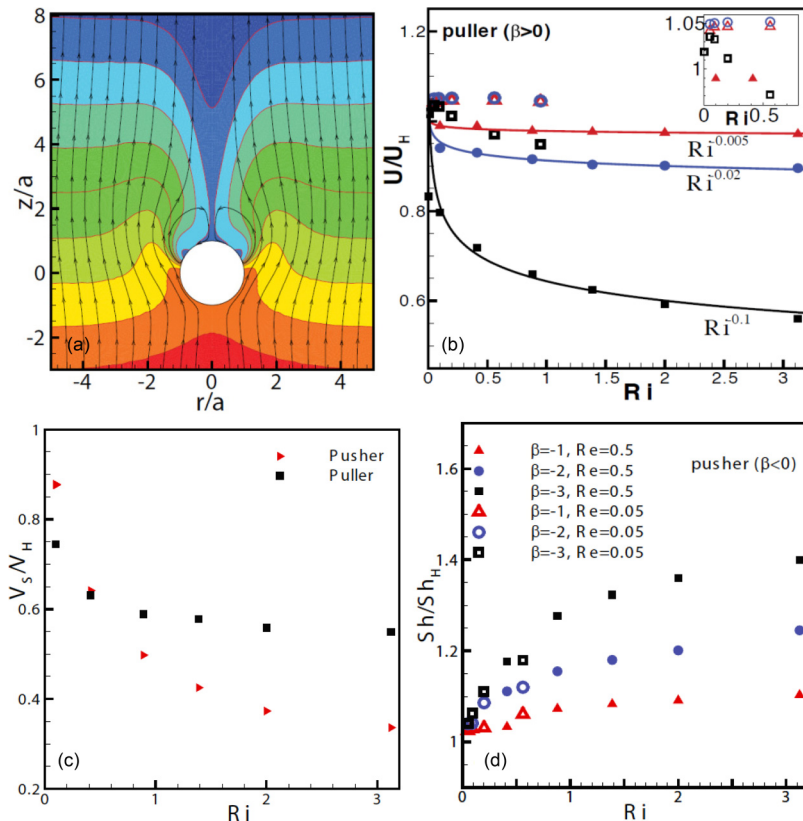 8
6
4
2
0
-2
z/a
(a)
-4
-2
0
2
4
r/a
puller (β>0)
1.2
1
0.8
0.6
U/U_H
1.05
1
0
0.5
Ri
Ri^-0.005
Ri^-0.02
Ri^-0.1
(b)
0
0.5
1
1.5
2
2.5
3
Ri
1
0.8
0.6
0.4
0.2
V_S/V_H
Pusher
Puller
(c)
0
1
2
3
Ri
1.6
1.4
1.2
1
Sh/Sh_H
β=-1, Re=0.5
β=-2, Re=0.5
β=-3, Re=0.5
β=-1, Re=0.05
β=-2, Re=0.05
β=-3, Re=0.05
pusher (β<0)
(d)
0
1
2
3
Ri